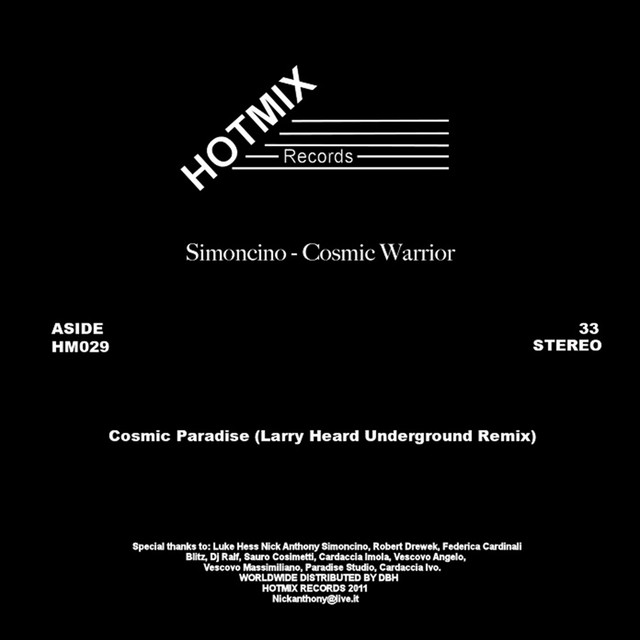 HOTMIX
Records
Simoncino - Cosmic Warrior
ASIDE
HM029
33
STEREO
Cosmic Paradise (Larry Heard Underground Remix)
Special thanks to: Luke Hess Nick Anthony Simoncino, Robert Drewek, Federica Cardinali
Blitz, Dj Ralf, Sauro Cosimetti, Cardaccia Imola, Vescovo Angelo,
Vescovo Massimiliano, Paradise Studio, Cardaccia Ivo.
WORLDWIDE DISTRIBUTED BY DBH
HOTMIX RECORDS 2011
Nickanthony@live.it